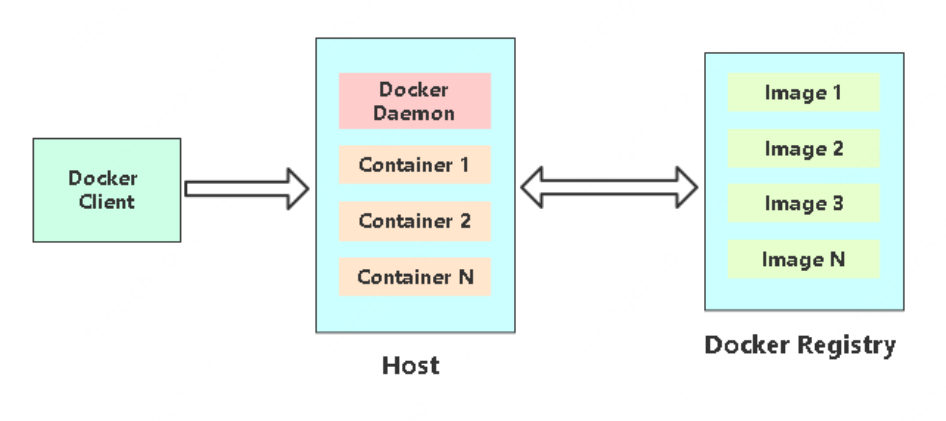 Docker
Client
Docker
Daemon
Container 1
Container 2
Container N
Host
Image 1
Image 2
Image 3
Image N
Docker Registry